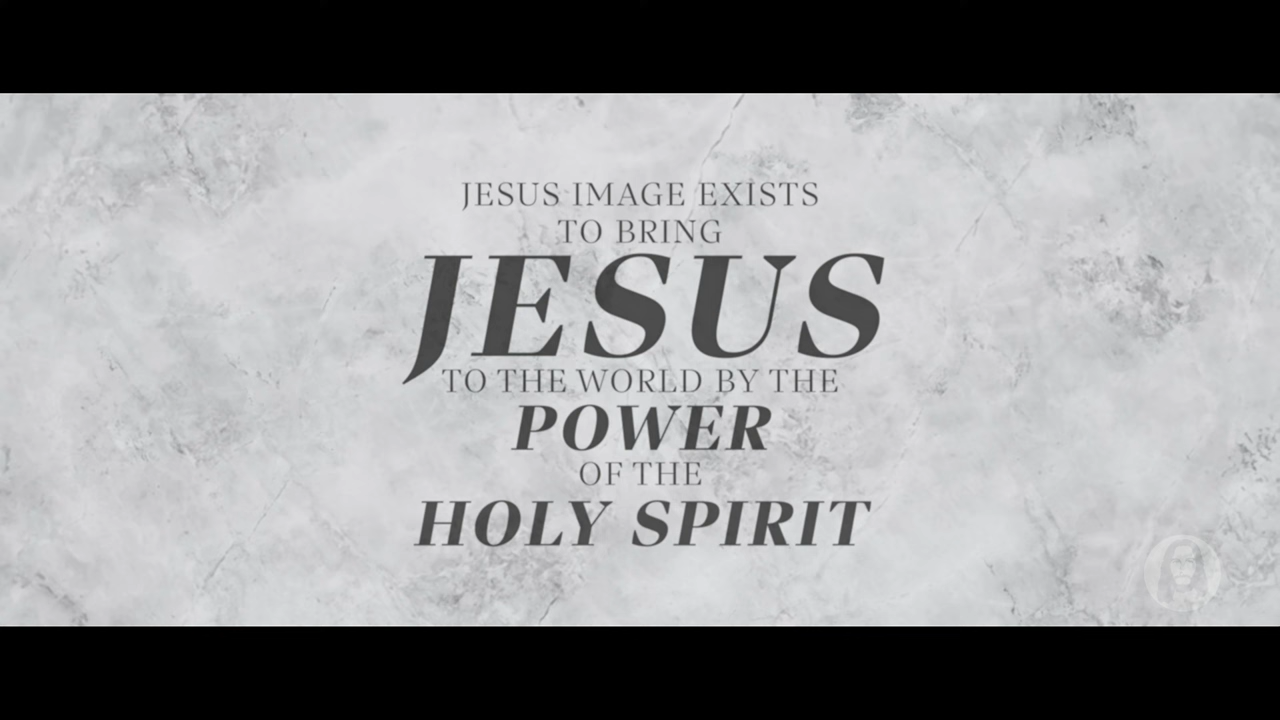 JESUS IMAGE EXISTS
TO BRING
JESUS
TO THE WORLD BY THE
POWER
OF THE
HOLY SPIRIT